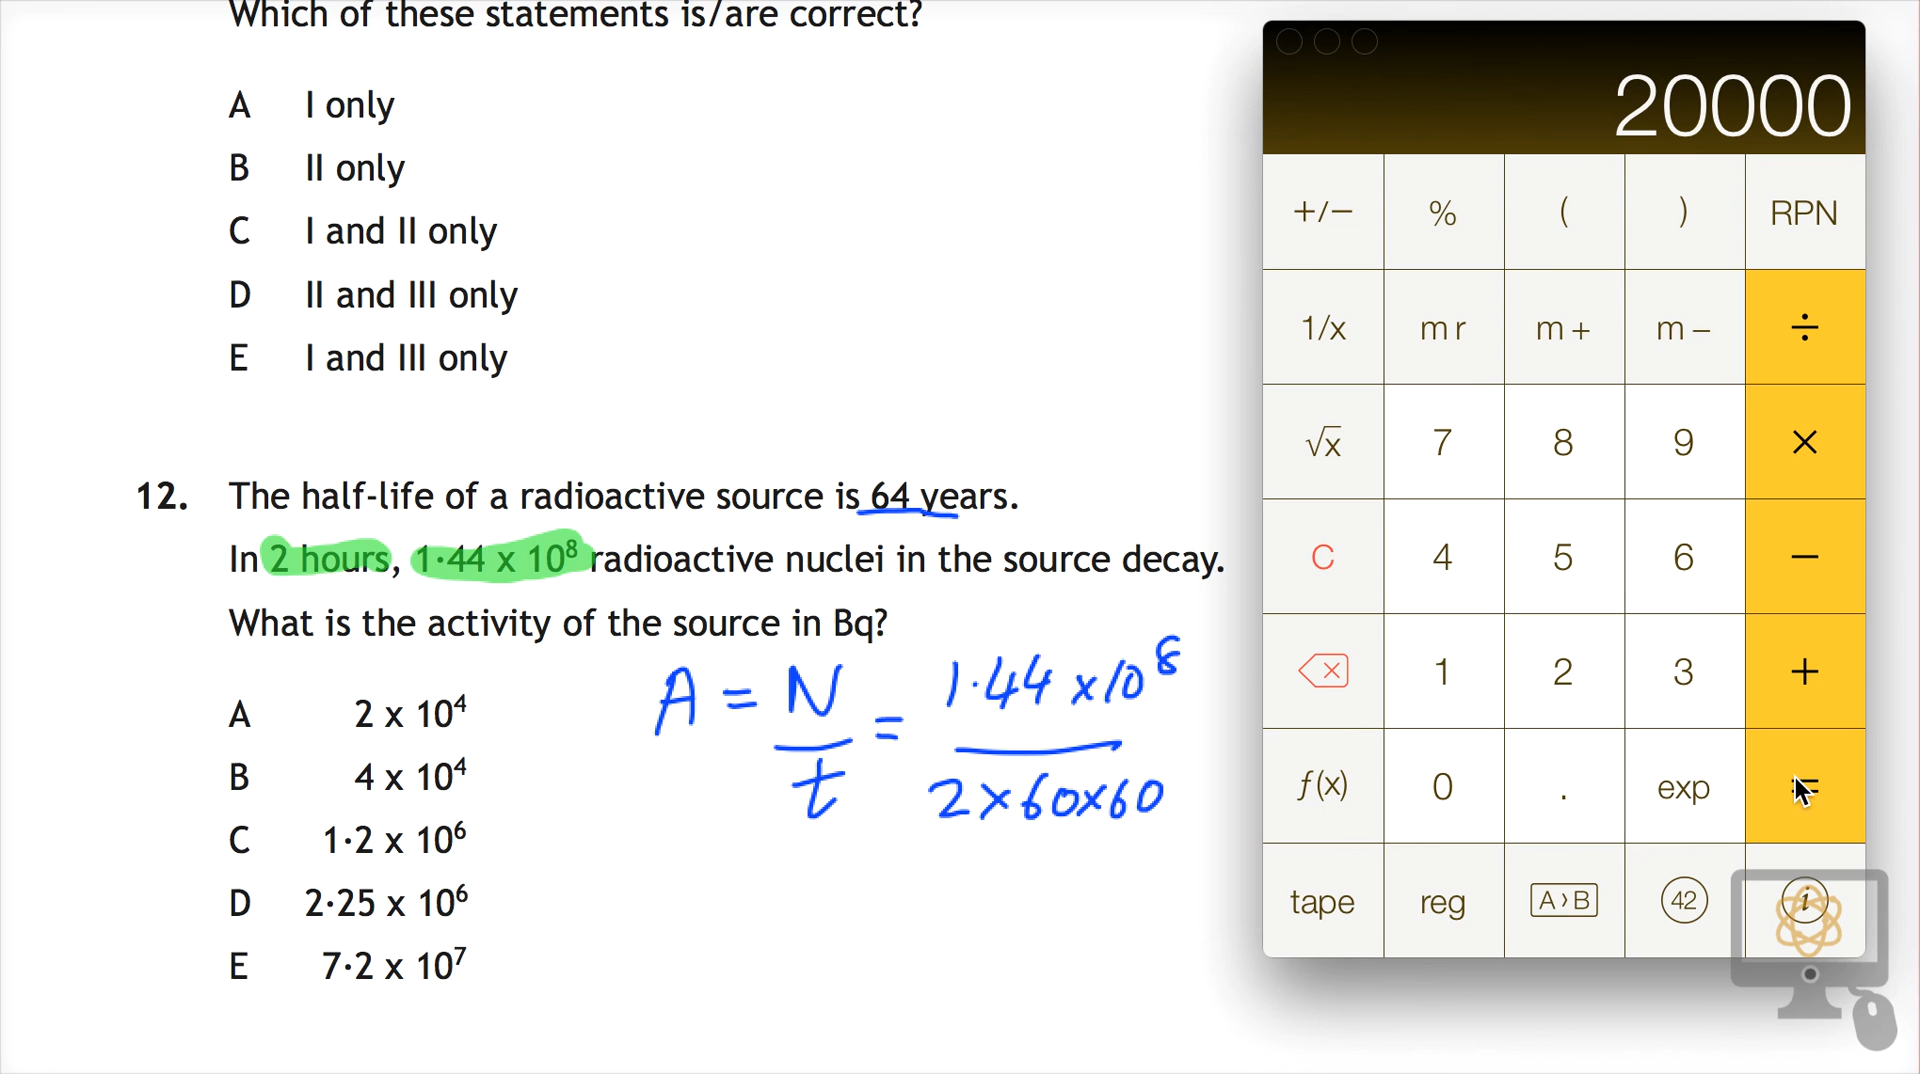 Which of these statements is/are correct?
A I only
B II only
C I and II only
D II and III only
E I and III only
12. The half-life of a radioactive source is 64 years.
In 2 hours, 1·44 x 10⁸ radioactive nuclei in the source decay.
What is the activity of the source in Bq?
A 2 x 10⁴
B 4 x 10⁴
C 1·2 x 10⁶
D 2·25 x 10⁶
E 7·2 x 10⁷
A = N/t = 1·44 x 10⁸ / 2 x 60 x 60
20000
+/− % ( ) RPN
1/x m r m + m − ÷
√x 7 8 9 ×
C 4 5 6 −
× 1 2 3 +
f(x) 0 . exp =
tape reg A›B 42 i